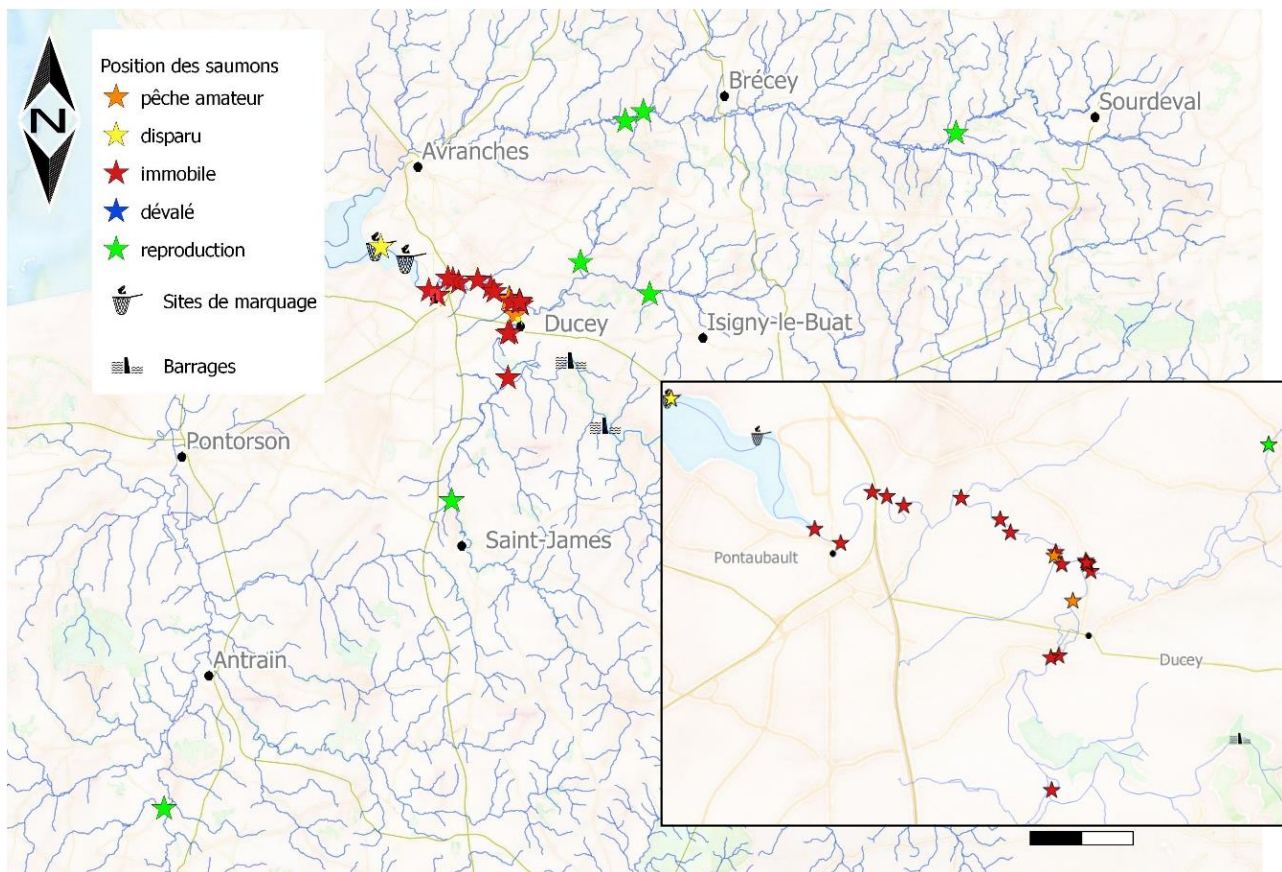 N
Position des saumons
pêche amateur
disparu
immobile
dévalé
reproduction
Sites de marquage
Barrages
Brécey
Sourdeval
Avranches
Ducey
Isigny-le-Buat
Pontorson
Saint-James
Antrain
Pontaubault
Ducey